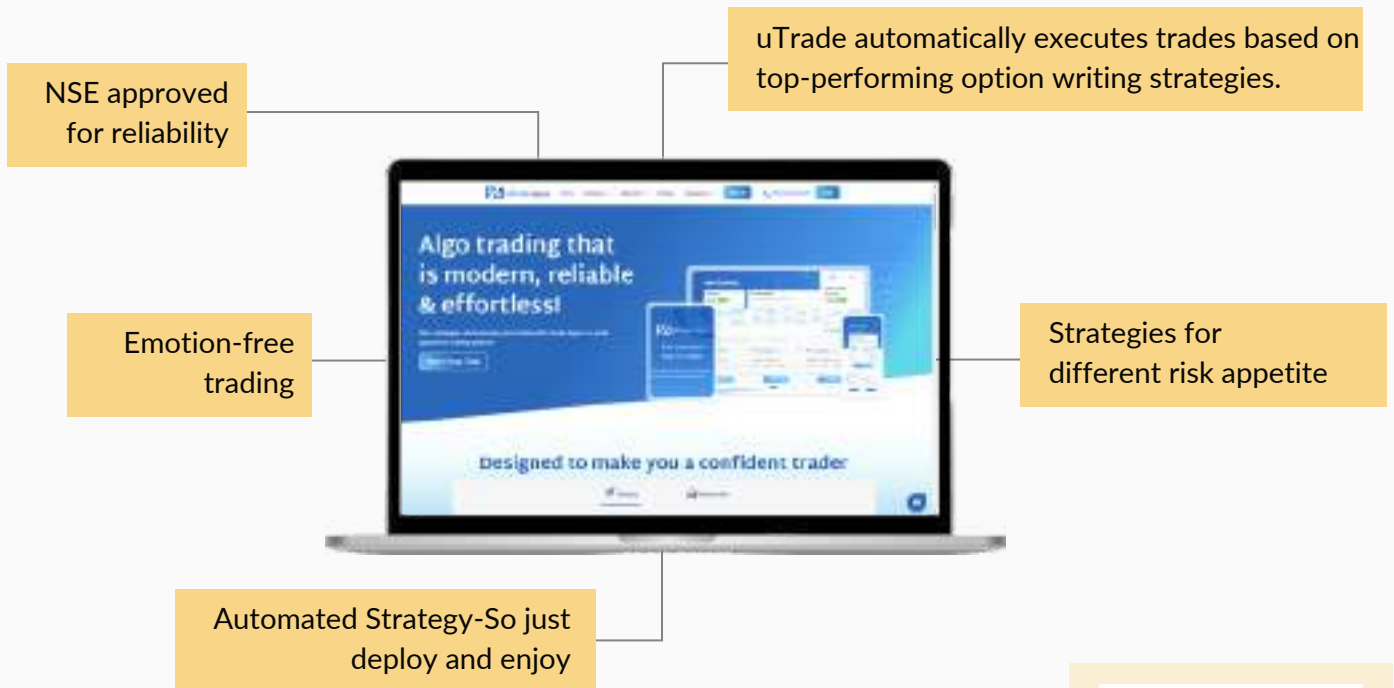 uTrade automatically executes trades based on
top-performing option writing strategies.
NSE approved
for reliability
Algo trading that
is modern, reliable
& effortless!
Emotion-free
trading
Strategies for
different risk appetite
Designed to make you a confident trader
Automated Strategy-So just
deploy and enjoy